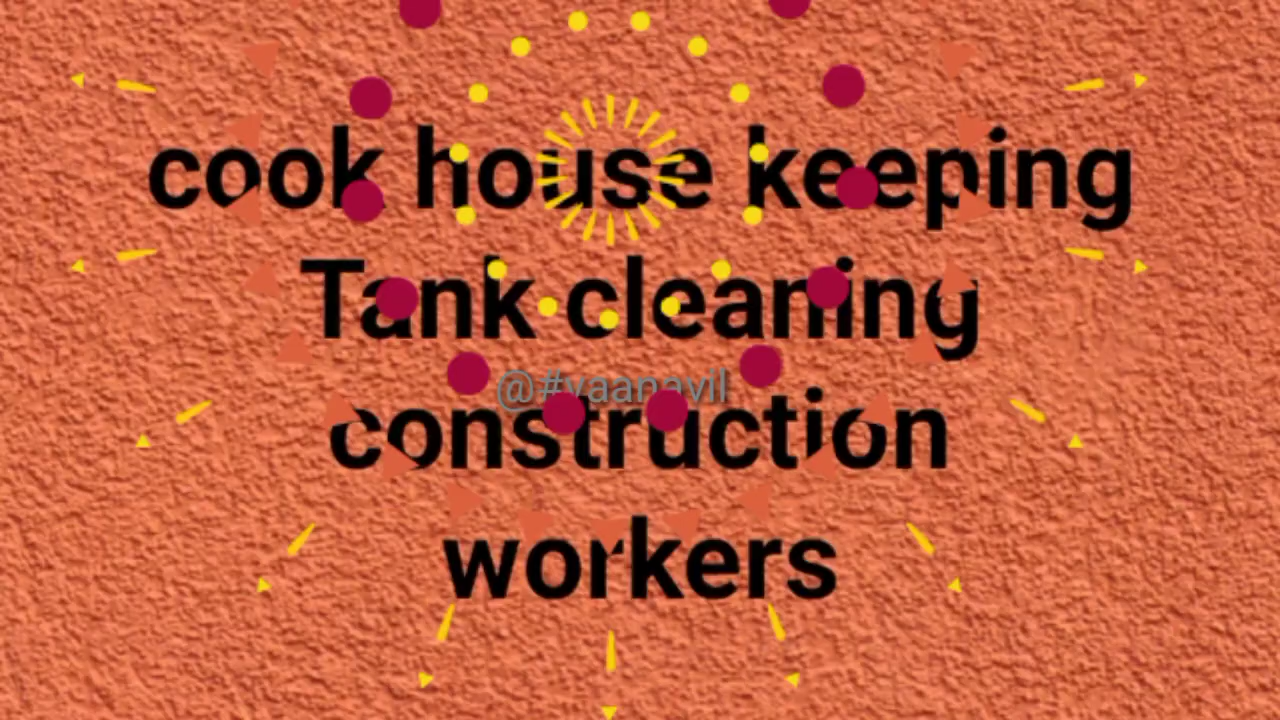 cook house keeping
Tank cleaning
@#vaanavil
construction
workers